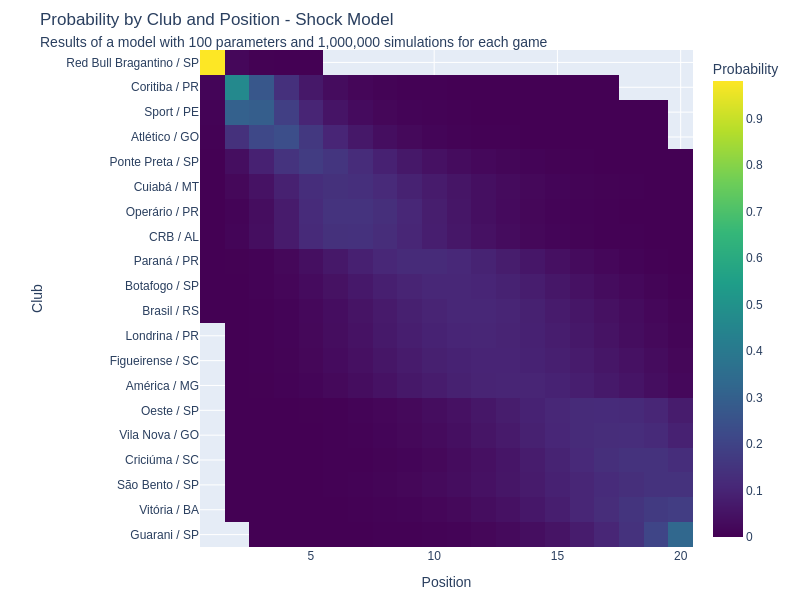 Probability by Club and Position - Shock Model
Results of a model with 100 parameters and 1,000,000 simulations for each game
Probability
Red Bull Bragantino / SP
Coritiba / PR
Sport / PE
Atlético / GO
Ponte Preta / SP
Cuiabá / MT
Operário / PR
CRB / AL
Paraná / PR
Botafogo / SP
Brasil / RS
Londrina / PR
Figueirense / SC
América / MG
Oeste / SP
Vila Nova / GO
Criciúma / SC
São Bento / SP
Vitória / BA
Guarani / SP
Club
5
10
15
20
Position
0.9
0.8
0.7
0.6
0.5
0.4
0.3
0.2
0.1
0